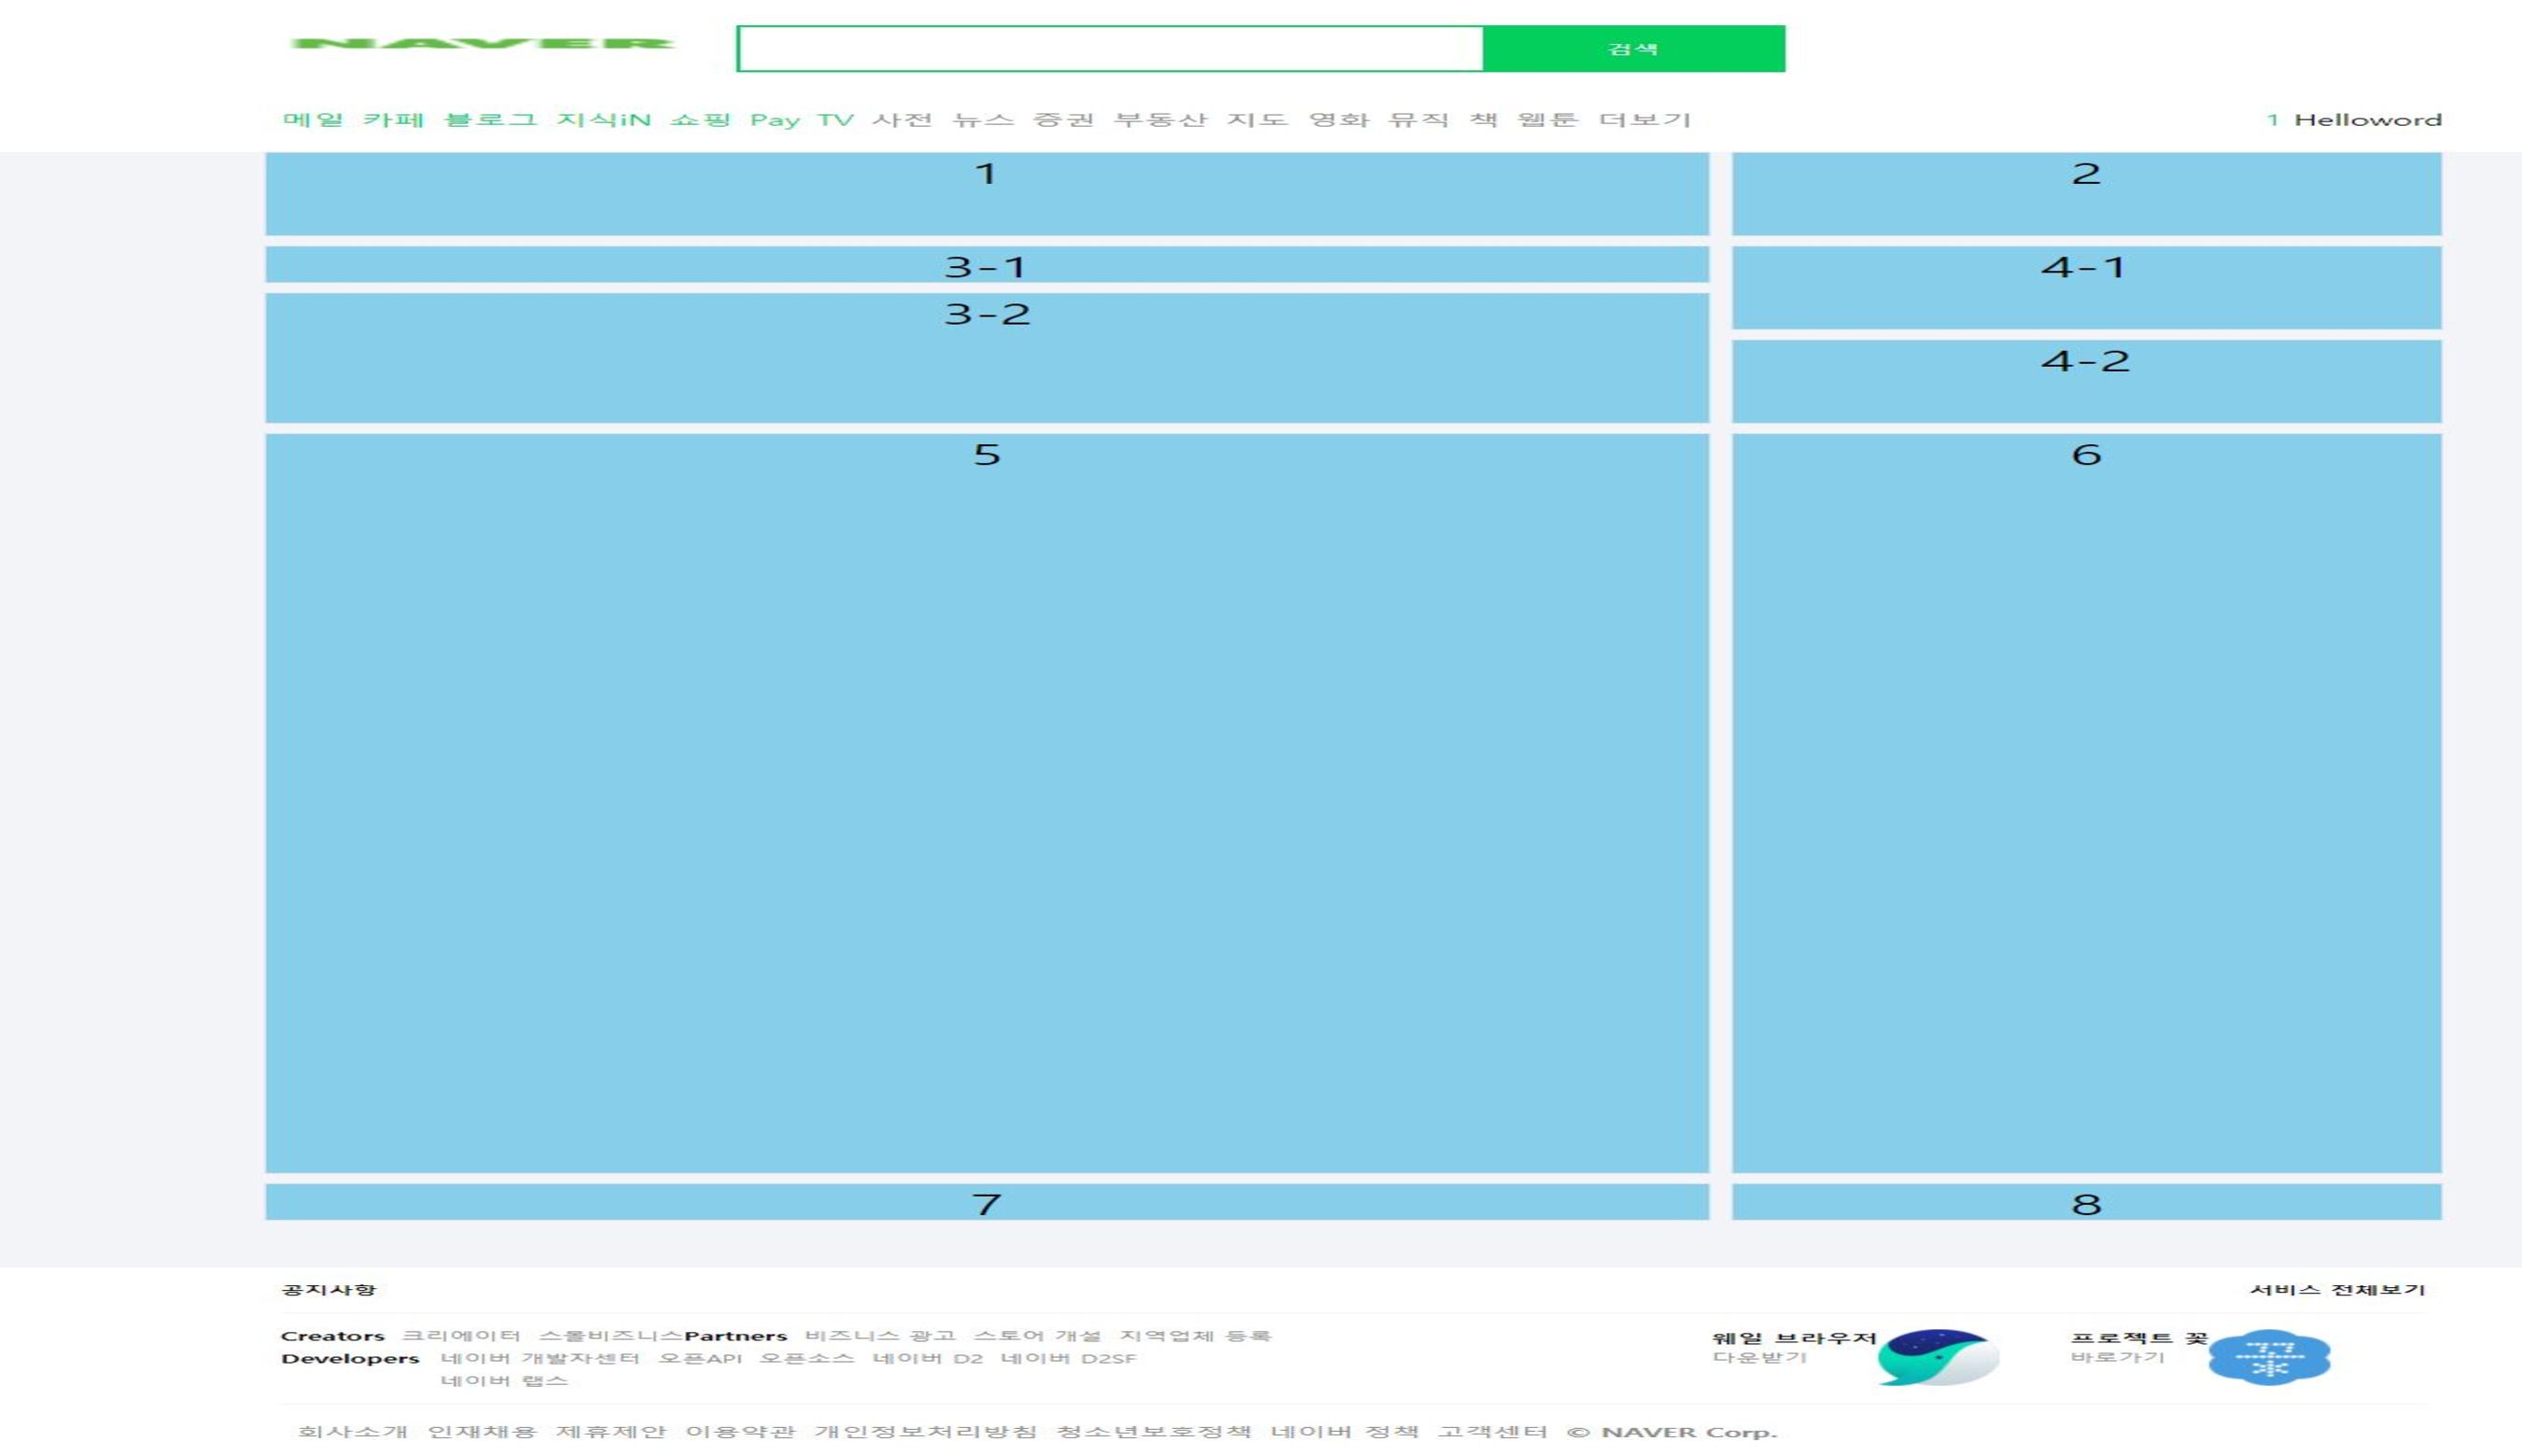 NAVER
검색
메일 카페 블로그 지식iN 쇼핑 Pay TV 사전 뉴스 증권 부동산 지도 영화 뮤직 책 웹툰 더보기
1 Helloword
1
2
3-1
4-1
3-2
4-2
5
6
7
8
공지사항
서비스 전체보기
Creators 크리에이터 스몰비즈니스Partners 비즈니스 광고 스토어 개설 지역업체 등록
Developers 네이버 개발자센터 오픈API 오픈소스 네이버 D2 네이버 D2SF
네이버 랩스
웨일 브라우저
다운받기
프로젝트 꽃
바로가기
회사소개 인재채용 제휴제안 이용약관 개인정보처리방침 청소년보호정책 네이버 정책 고객센터 © NAVER Corp.